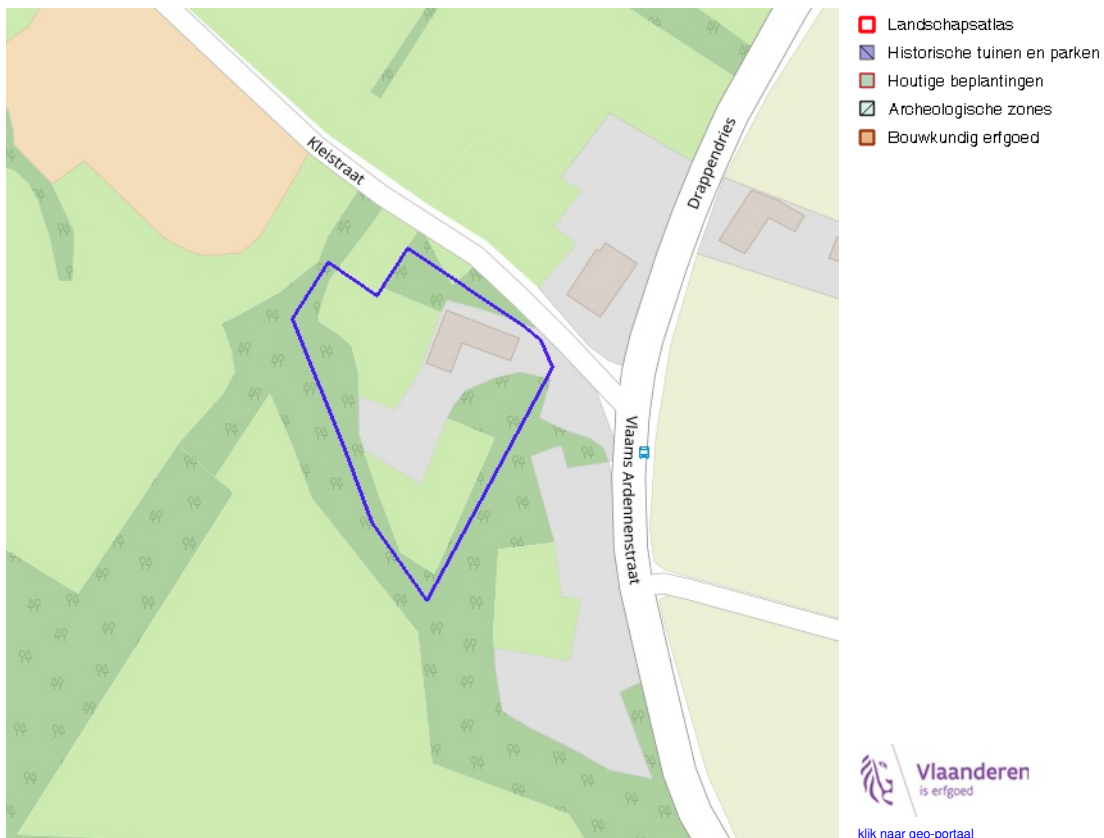 Kleistraat
Drappendries
Vlaams Ardennenstraat
Landschapsatlas
Historische tuinen en parken
Houtige beplantingen
Archeologische zones
Bouwkundig erfgoed
Vlaanderen
is erfgoed
klik naar geo-portaal